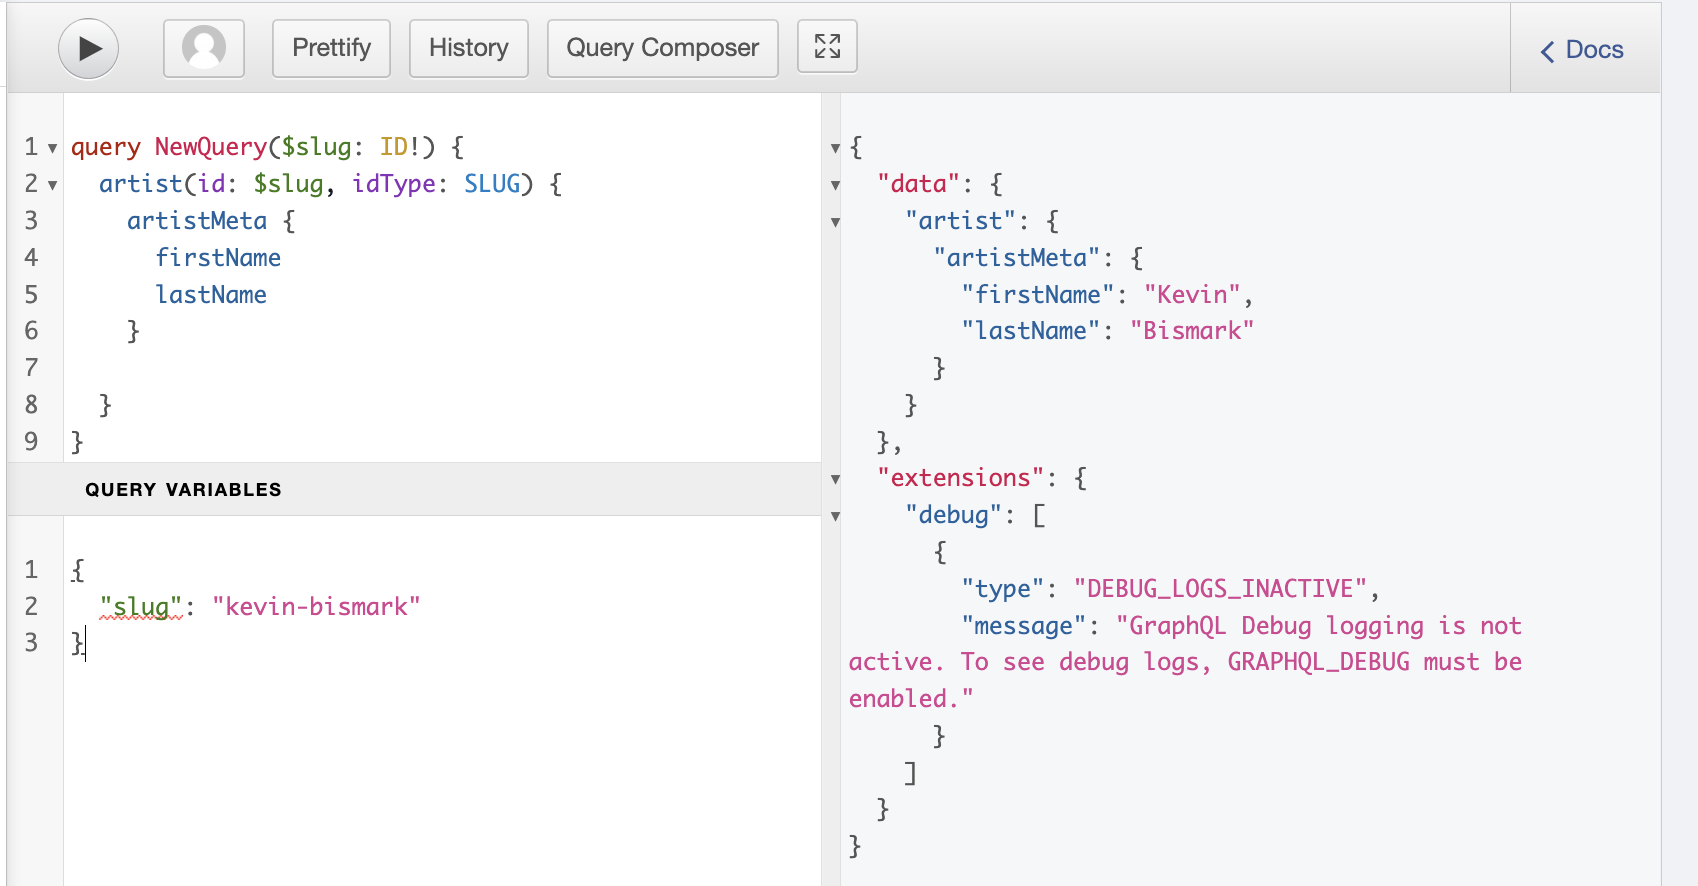 Prettify
History
Query Composer
Docs
1 query NewQuery($slug: ID!) {
2   artist(id: $slug, idType: SLUG) {
3     artistMeta {
4       firstName
5       lastName
6     }
7
8   }
9 }
QUERY VARIABLES
1 {
2   "slug": "kevin-bismark"
3 }
{
  "data": {
    "artist": {
      "artistMeta": {
        "firstName": "Kevin",
        "lastName": "Bismark"
      }
    }
  },
  "extensions": {
    "debug": [
      {
        "type": "DEBUG_LOGS_INACTIVE",
        "message": "GraphQL Debug logging is not
active. To see debug logs, GRAPHQL_DEBUG must be
enabled."
      }
    ]
  }
}